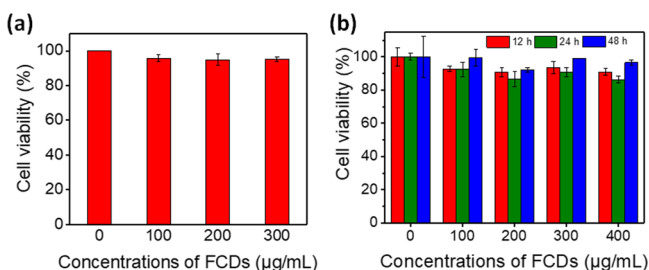 (a)
Cell viability (%)
100
80
60
40
20
0
0 100 200 300
Concentrations of FCDs (µg/mL)
(b)
Cell viability (%)
120
100
80
60
40
20
0
12 h 24 h 48 h
0 100 200 300 400
Concentrations of FCDs (µg/mL)